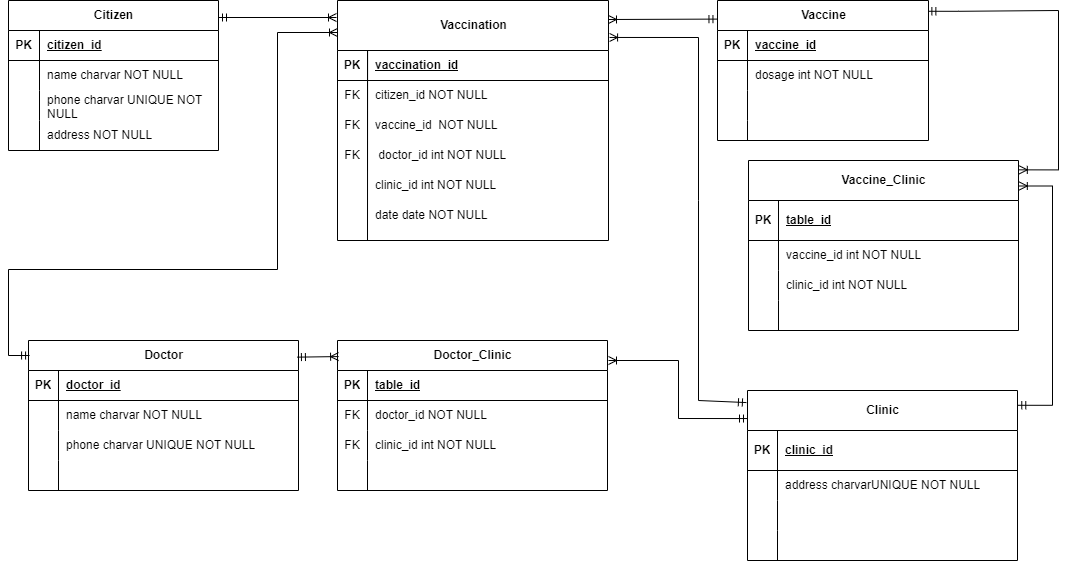 Citizen
PK citizen_id
name charvar NOT NULL
phone charvar UNIQUE NOT
NULL
address NOT NULL
Vaccination
PK vaccination_id
FK citizen_id NOT NULL
FK vaccine_id NOT NULL
FK doctor_id int NOT NULL
clinic_id int NOT NULL
date date NOT NULL
Vaccine
PK vaccine_id
dosage int NOT NULL
Vaccine_Clinic
PK table_id
vaccine_id int NOT NULL
clinic_id int NOT NULL
Doctor
PK doctor_id
name charvar NOT NULL
phone charvar UNIQUE NOT NULL
Doctor_Clinic
PK table_id
FK doctor_id NOT NULL
FK clinic_id int NOT NULL
Clinic
PK clinic_id
address charvarUNIQUE NOT NULL